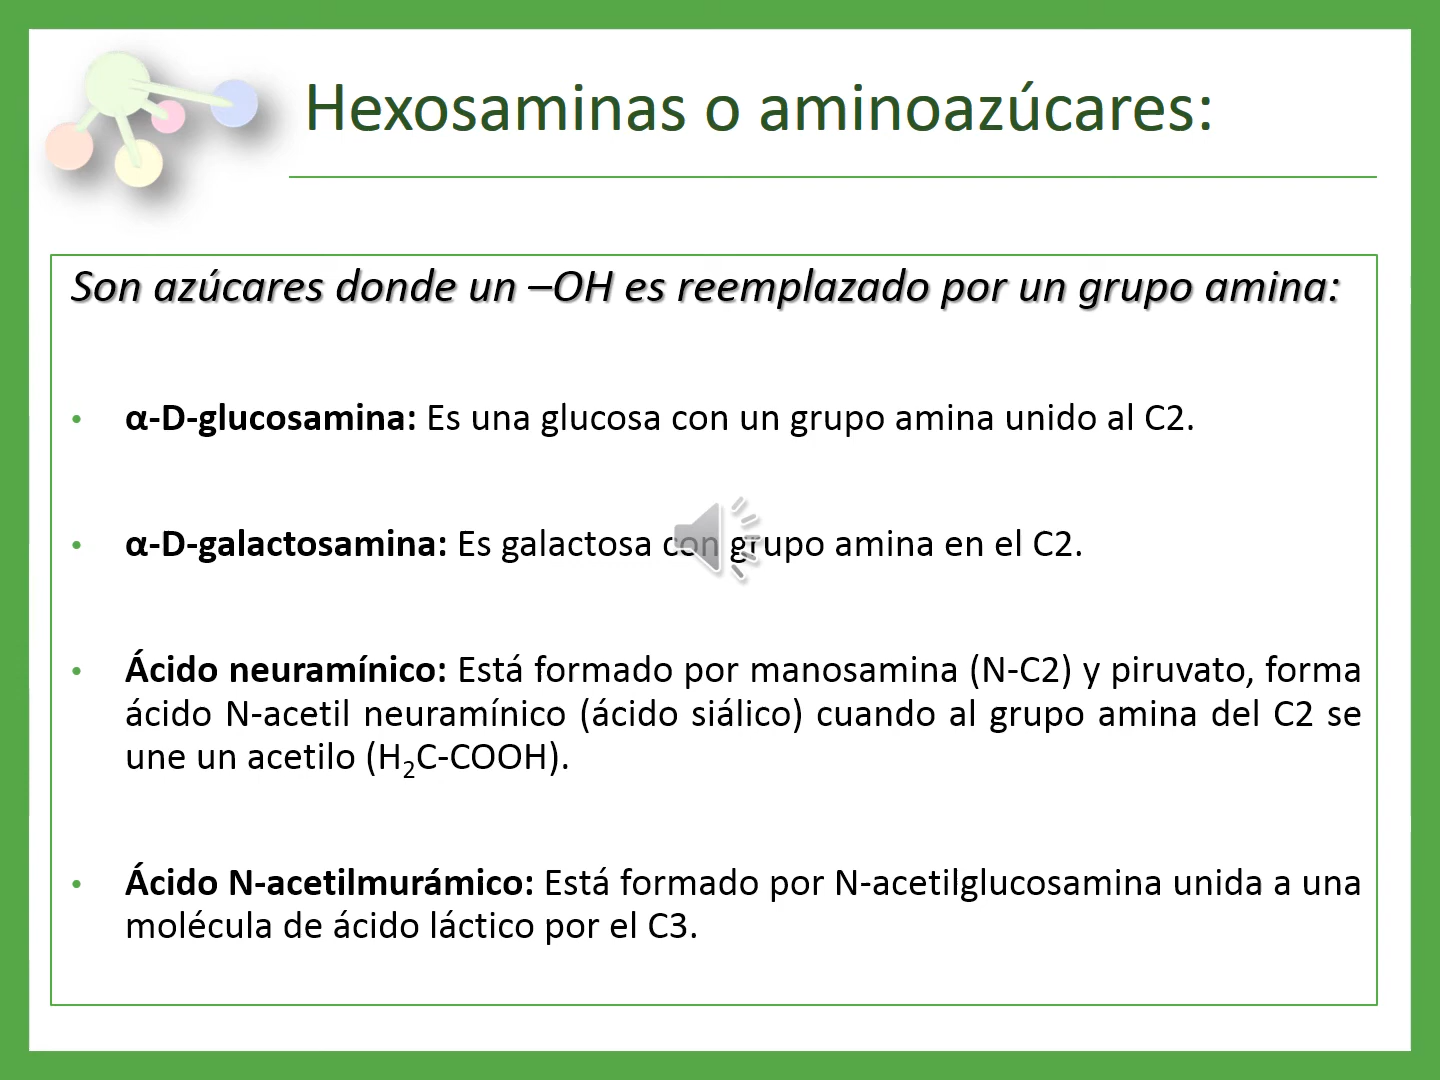 Hexosaminas o aminoazúcares:
Son azúcares donde un –OH es reemplazado por un grupo amina:
• α-D-glucosamina: Es una glucosa con un grupo amina unido al C2.
• α-D-galactosamina: Es galactosa con grupo amina en el C2.
• Ácido neuramínico: Está formado por manosamina (N-C2) y piruvato, forma
ácido N-acetil neuramínico (ácido siálico) cuando al grupo amina del C2 se
une un acetilo (H₂C-COOH).
• Ácido N-acetilmurámico: Está formado por N-acetilglucosamina unida a una
molécula de ácido láctico por el C3.